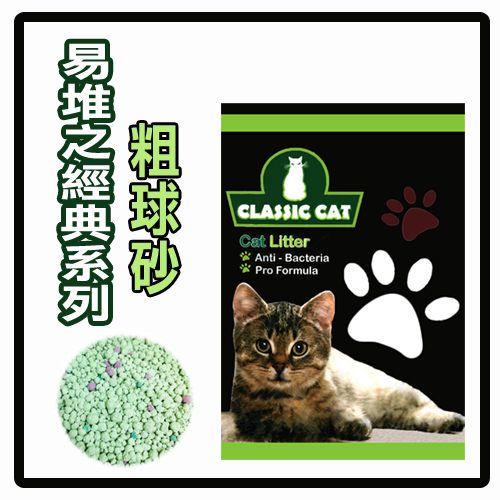 易堆之經典系列
粗球砂
CLASSIC CAT
Cat Litter
Anti - Bacteria
Pro Formula